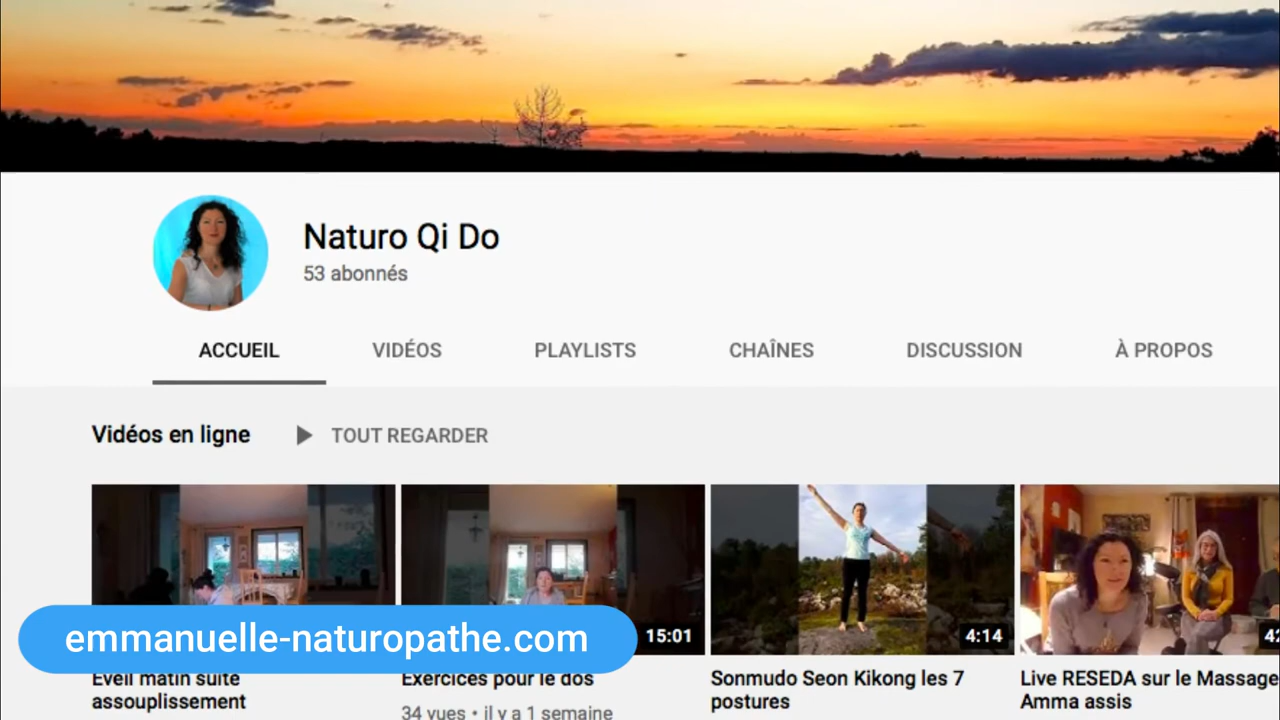 Naturo Qi Do
53 abonnés
ACCUEIL VIDÉOS PLAYLISTS CHAÎNES DISCUSSION À PROPOS
Vidéos en ligne TOUT REGARDER
15:01
4:14
42
emmanuelle-naturopathe.com
Eveil matin suite
assouplissement
Exercices pour le dos
34 vues • il y a 1 semaine
Sonmudo Seon Kikong les 7
postures
Live RESEDA sur le Massage
Amma assis